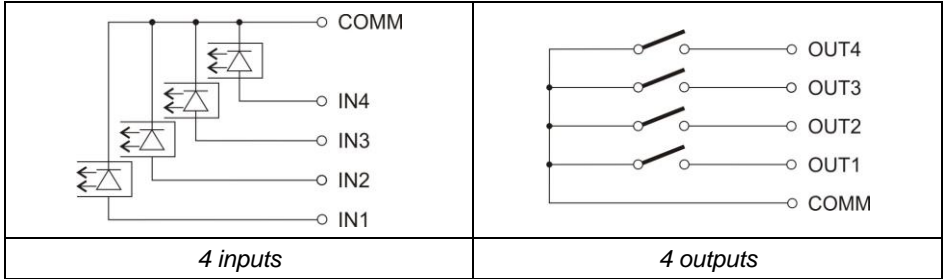 COMM
IN4
IN3
IN2
IN1
4 inputs
OUT4
OUT3
OUT2
OUT1
COMM
4 outputs